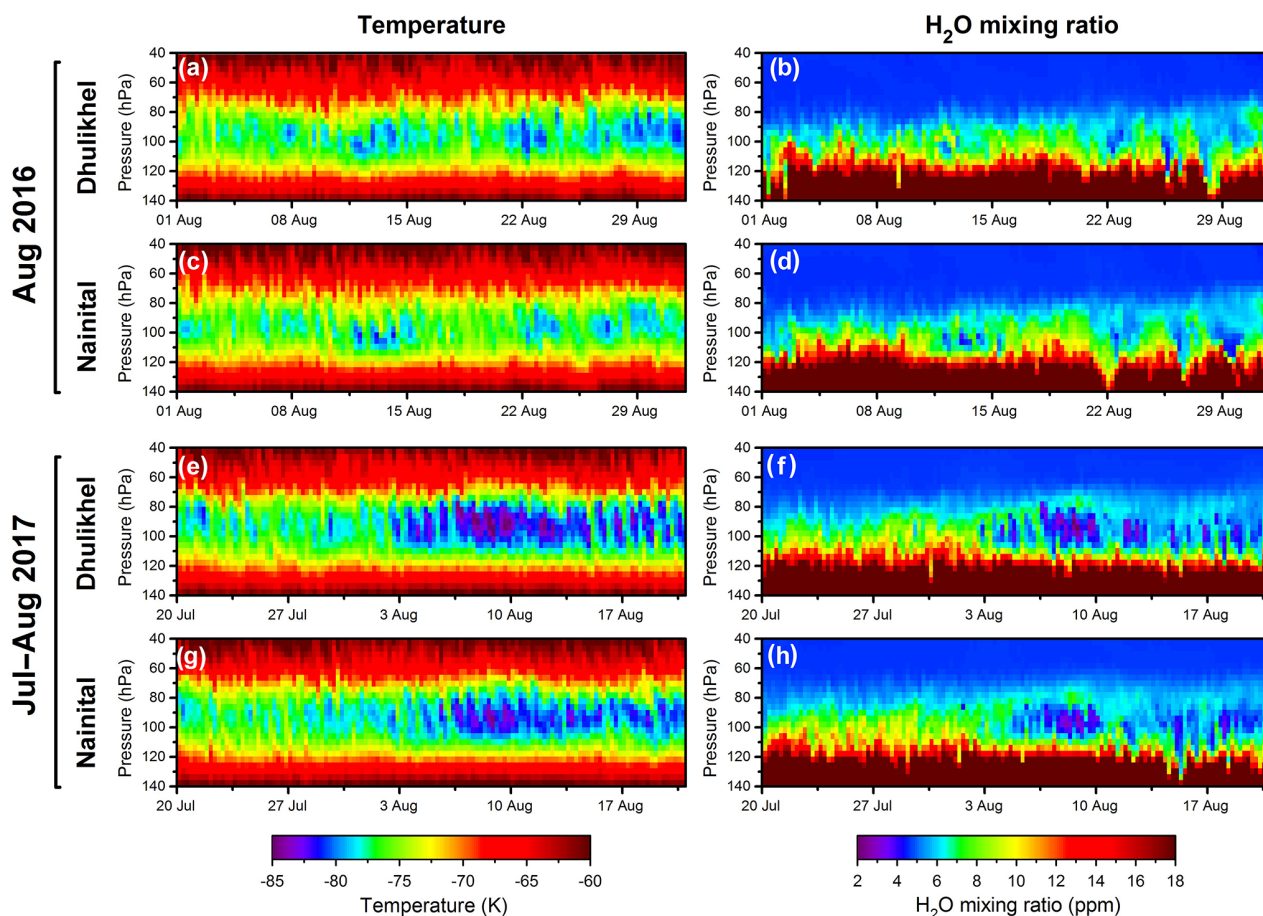 Temperature
H₂O mixing ratio
Aug 2016
Dhulikhel
Pressure (hPa)
40
60
80
100
120
140
(a)
01 Aug 08 Aug 15 Aug 22 Aug 29 Aug
Pressure (hPa)
40
60
80
100
120
140
(b)
01 Aug 08 Aug 15 Aug 22 Aug 29 Aug
Nainital
Pressure (hPa)
40
60
80
100
120
140
(c)
01 Aug 08 Aug 15 Aug 22 Aug 29 Aug
Pressure (hPa)
40
60
80
100
120
140
(d)
01 Aug 08 Aug 15 Aug 22 Aug 29 Aug
Jul–Aug 2017
Dhulikhel
Pressure (hPa)
40
60
80
100
120
140
(e)
20 Jul 27 Jul 3 Aug 10 Aug 17 Aug
Pressure (hPa)
40
60
80
100
120
140
(f)
20 Jul 27 Jul 3 Aug 10 Aug 17 Aug
Nainital
Pressure (hPa)
40
60
80
100
120
140
(g)
20 Jul 27 Jul 3 Aug 10 Aug 17 Aug
Pressure (hPa)
40
60
80
100
120
140
(h)
20 Jul 27 Jul 3 Aug 10 Aug 17 Aug
-85 -80 -75 -70 -65 -60
Temperature (K)
2 4 6 8 10 12 14 16 18
H₂O mixing ratio (ppm)